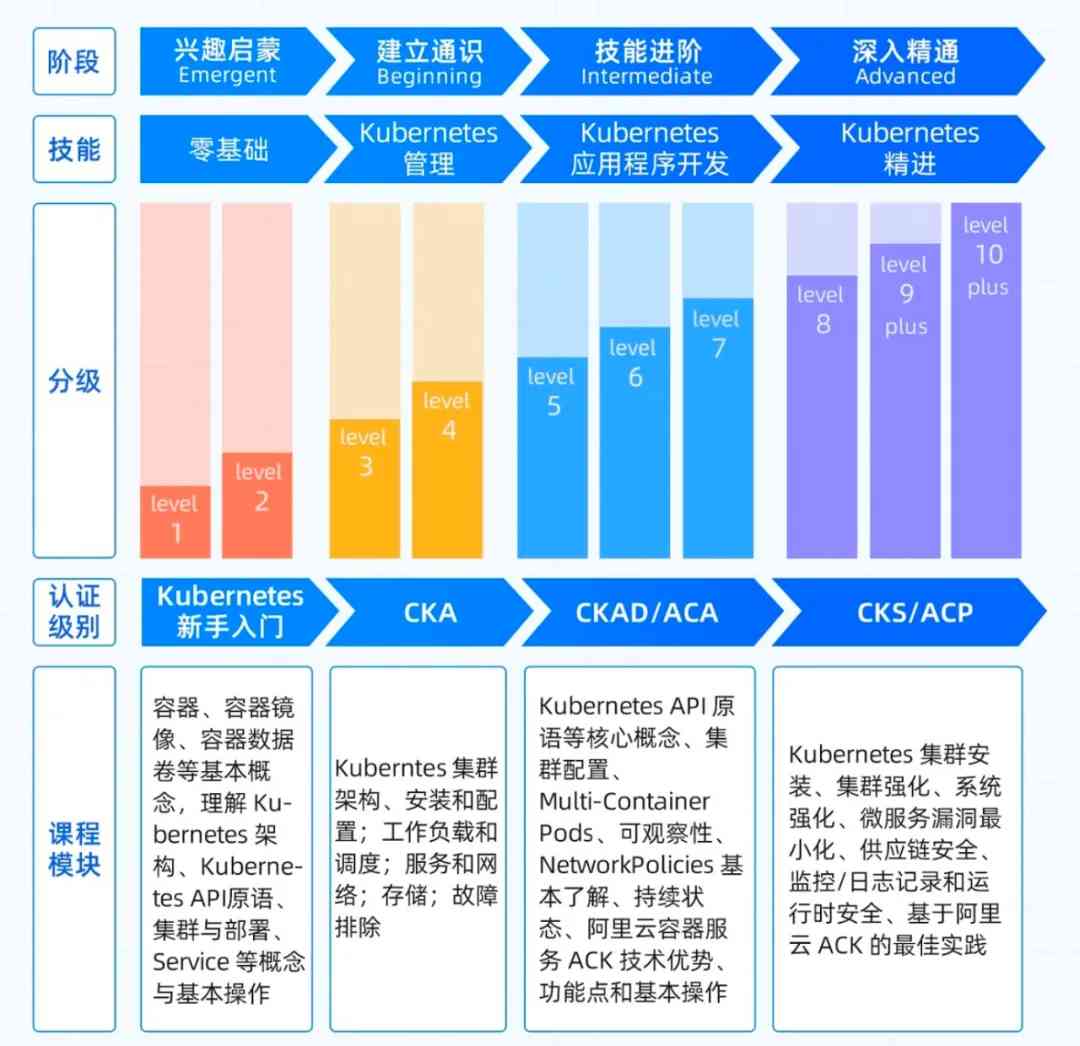 阶段
兴趣启蒙
Emergent
建立通识
Beginning
技能进阶
Intermediate
深入精通
Advanced
技能
零基础
Kubernetes
管理
Kubernetes
应用程序开发
Kubernetes
精进
分级
level
1
level
2
level
3
level
4
level
5
level
6
level
7
level
8
level
9
plus
level
10
plus
认证
级别
Kubernetes
新手入门
CKA
CKAD/ACA
CKS/ACP
课程
模块
容器、容器镜
像、容器数据
卷等基本概
念，理解 Ku-
bernetes 架
构、Kuberne-
tes API原语、
集群与部署、
Service 等概念
与基本操作
Kuberntes 集群
架构、安装和配
置；工作负载和
调度；服务和网
络；存储；故障
排除
Kubernetes API 原
语等核心概念、集
群配置、
Multi-Container
Pods、可观察性、
NetworkPolicies 基
本了解、持续状
态、阿里云容器服
务 ACK 技术优势、
功能点和基本操作
Kubernetes 集群安
装、集群强化、系统
强化、微服务漏洞最
小化、供应链安全、
监控/日志记录和运
行时安全、基于阿里
云 ACK 的最佳实践